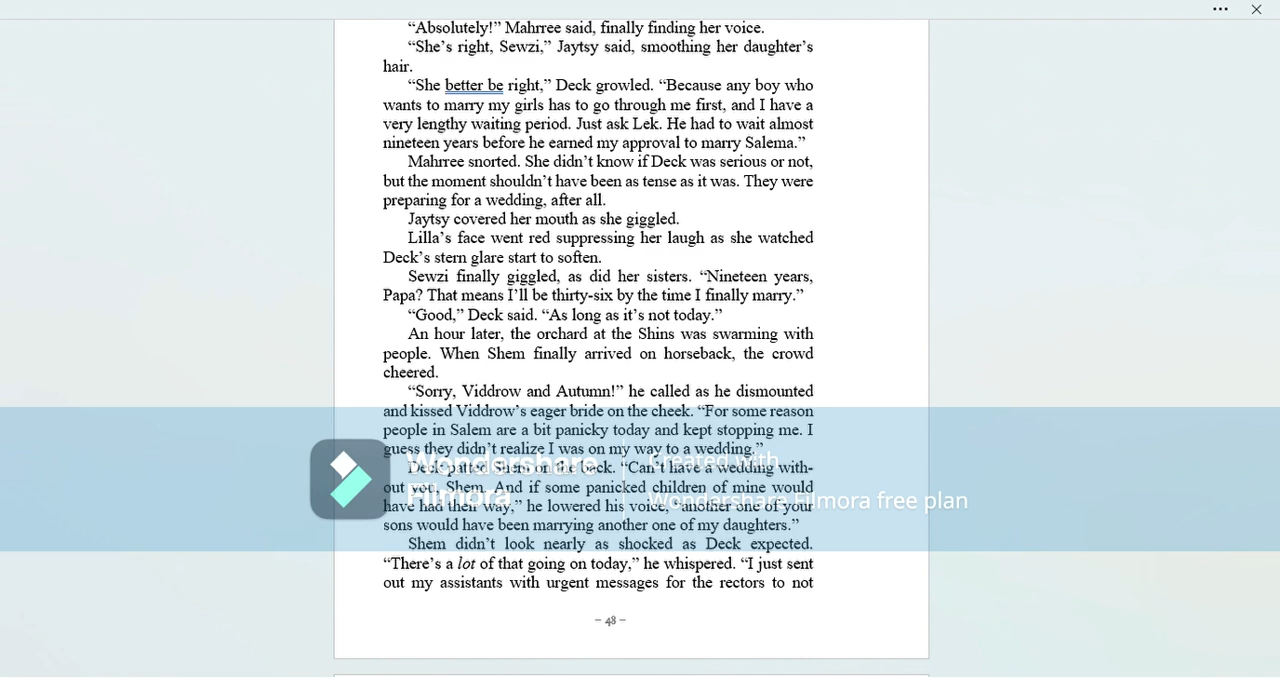 “Absolutely!” Mahrree said, finally finding her voice.
“She’s right, Sewzi,” Jaytsy said, smoothing her daughter’s
hair.
“She better be right,” Deck growled. “Because any boy who
wants to marry my girls has to go through me first, and I have a
very lengthy waiting period. Just ask Lek. He had to wait almost
nineteen years before he earned my approval to marry Salema.”
Mahrree snorted. She didn’t know if Deck was serious or not,
but the moment shouldn’t have been as tense as it was. They were
preparing for a wedding, after all.
Jaytsy covered her mouth as she giggled.
Lilla’s face went red suppressing her laugh as she watched
Deck’s stern glare start to soften.
Sewzi finally giggled, as did her sisters. “Nineteen years,
Papa? That means I’ll be thirty-six by the time I finally marry.”
“Good,” Deck said. “As long as it’s not today.”
An hour later, the orchard at the Shins was swarming with
people. When Shem finally arrived on horseback, the crowd
cheered.
“Sorry, Viddrow and Autumn!” he called as he dismounted
and kissed Viddrow’s eager bride on the cheek. “For some reason
people in Salem are a bit panicky today and kept stopping me. I
guess they didn’t realize I was on my way to a wedding.”
Deck patted Shem on the back. “Can’t have a wedding with-
out you, Shem. And if some panicked children of mine would
have had their way,” he lowered his voice, “another one of your
sons would have been marrying another one of my daughters.”
Shem didn’t look nearly as shocked as Deck expected.
“There’s a lot of that going on today,” he whispered. “I just sent
out my assistants with urgent messages for the rectors to not
– 48 –
Wondershare
Filmora
Created with
Wondershare Filmora free plan